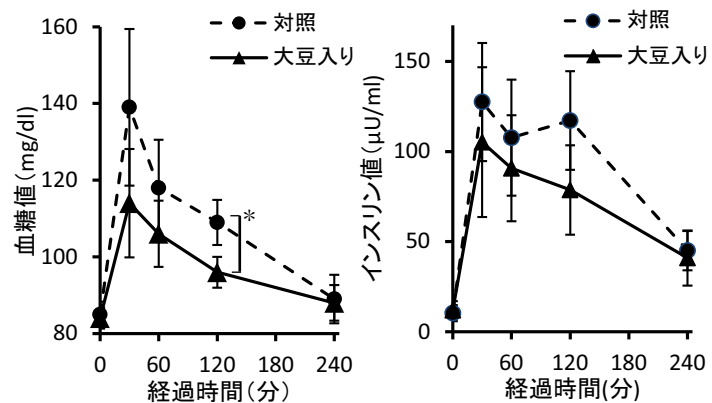 対照
大豆入り
160
140
120
100
80
血糖値(mg/dl)
*
0 60 120 180 240
経過時間(分)
対照
大豆入り
150
100
50
0
インスリン値(μU/ml)
0 60 120 180 240
経過時間(分)